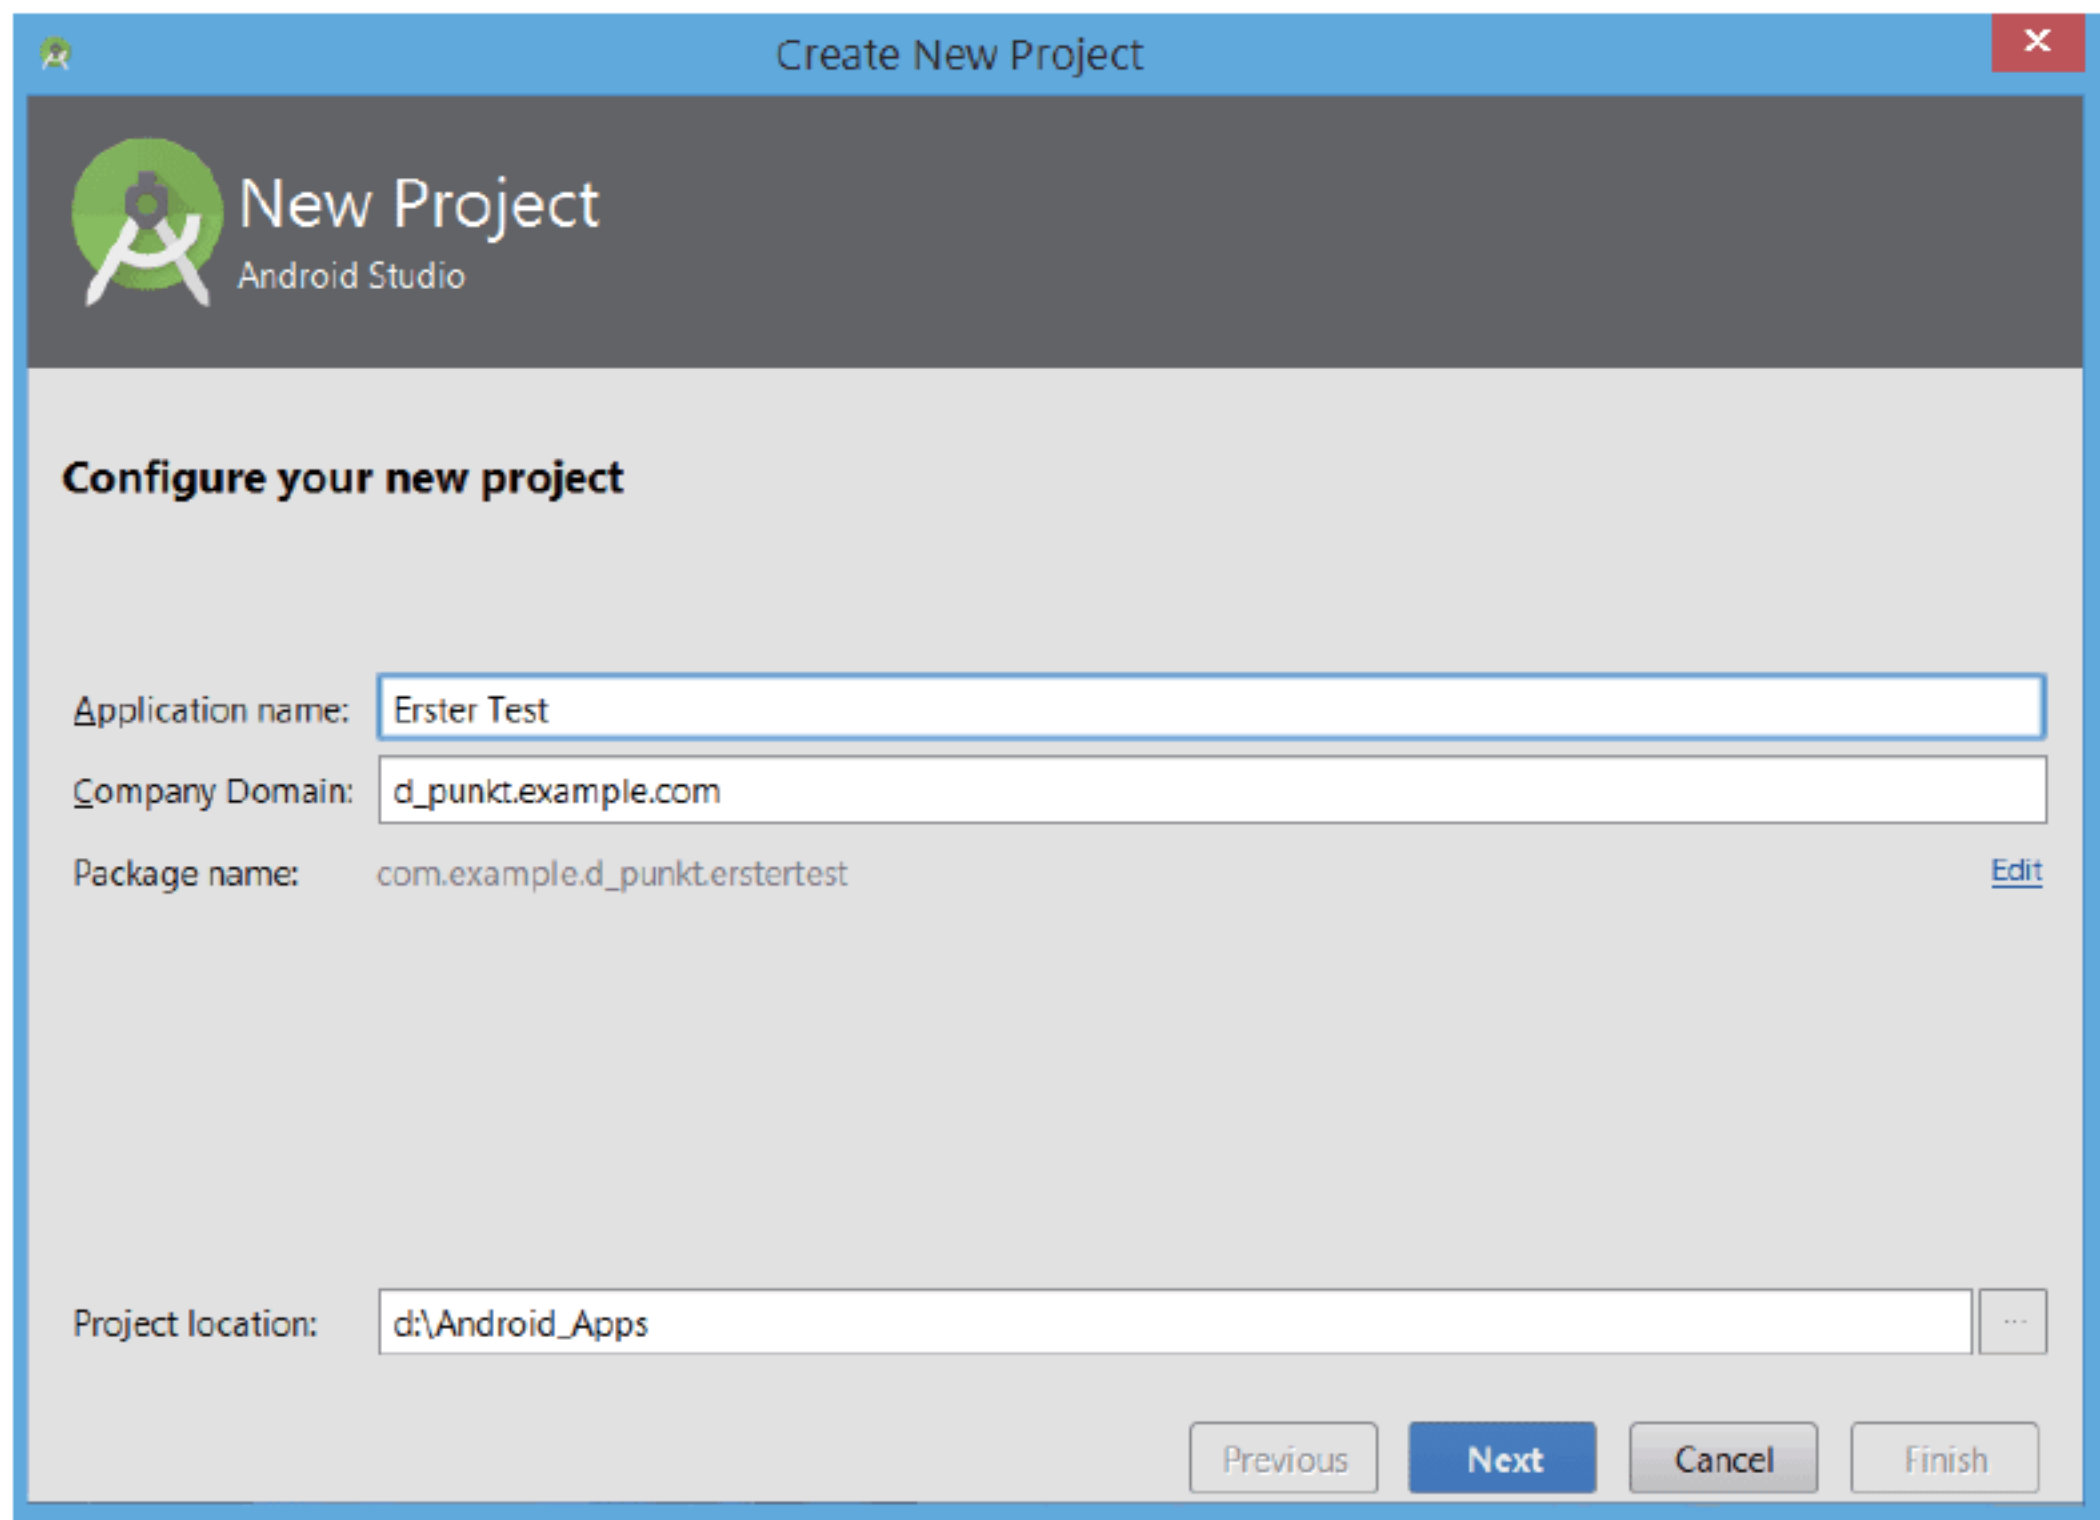 Create New Project
New Project
Android Studio
Configure your new project
Application name: Erster Test
Company Domain: d_punkt.example.com
Package name: com.example.d_punkt.erstertest Edit
Project location: d:\Android_Apps ...
Previous Next Cancel Finish